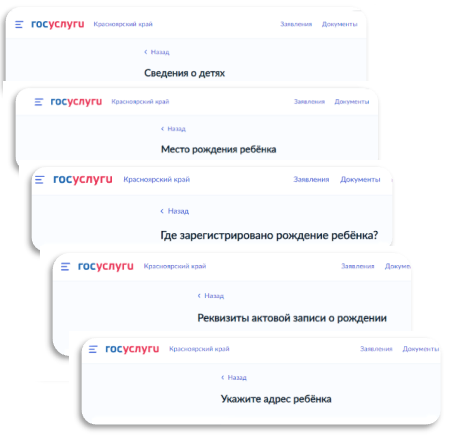 госуслуги Красноярский край Заявления Документы
Назад
Сведения о детях
госуслуги Красноярский край Заявления Документы
Назад
Место рождения ребёнка
госуслуги Красноярский край Заявления Документы
Назад
Где зарегистрировано рождение ребёнка?
госуслуги Красноярский край Заявления Докуме
Назад
Реквизиты актовой записи о рождении
госуслуги Красноярский край Заявления Документы
Назад
Укажите адрес ребёнка